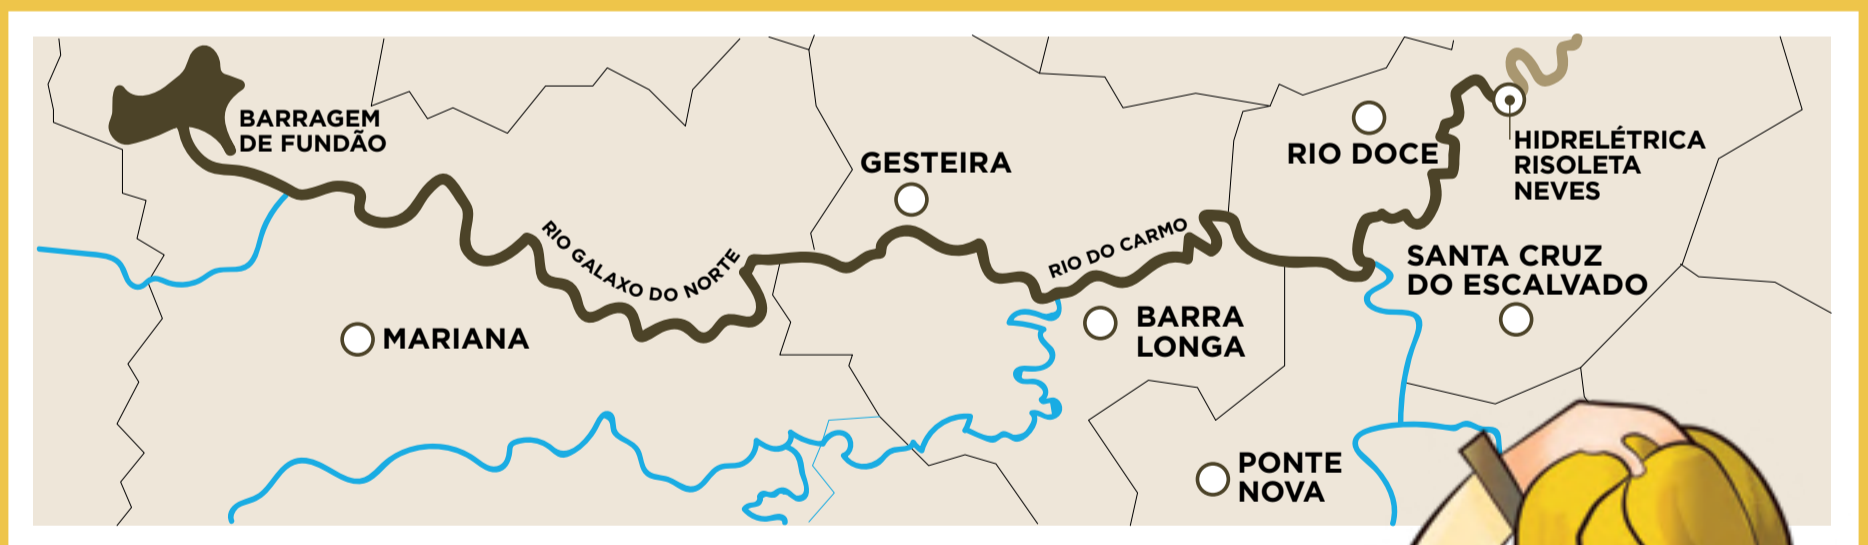 BARRAGEM
DE FUNDÃO
GESTEIRA
RIO DOCE
HIDRELÉTRICA
RISOLETA
NEVES
RIO GALAXO DO NORTE
RIO DO CARMO
SANTA CRUZ
DO ESCALVADO
MARIANA
BARRA
LONGA
PONTE
NOVA